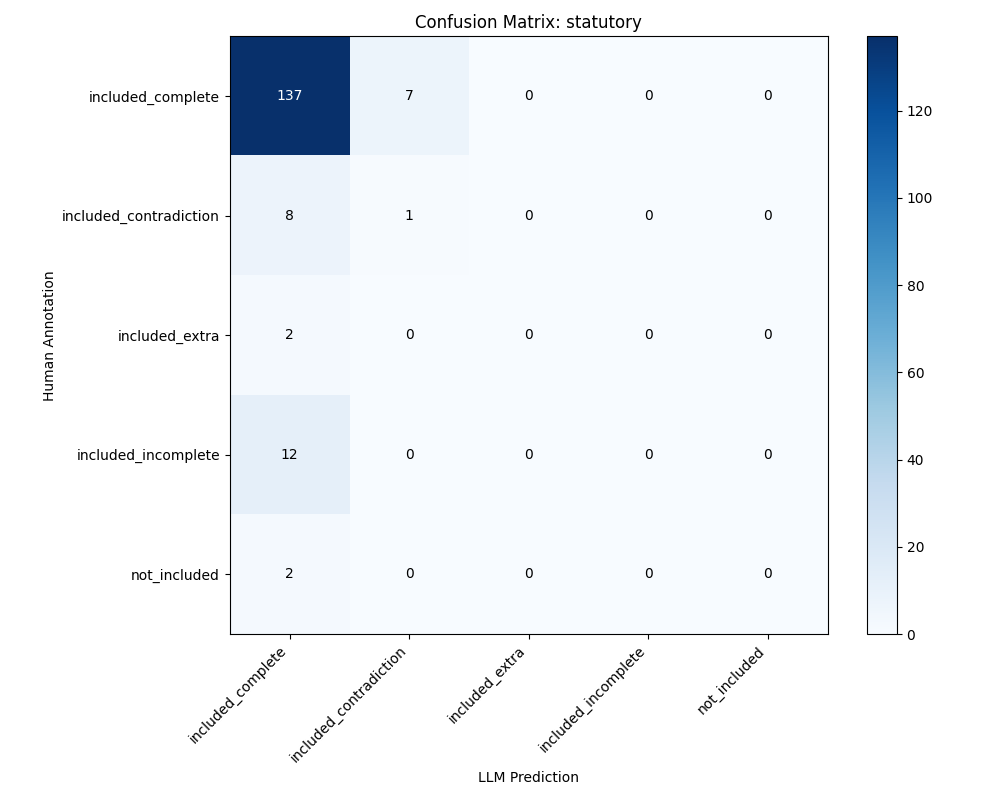 Confusion Matrix: statutory
included_complete
137 7 0 0 0
included_contradiction
8 1 0 0 0
included_extra
2 0 0 0 0
included_incomplete
12 0 0 0 0
not_included
2 0 0 0 0
Human Annotation
included_complete
included_contradiction
included_extra
included_incomplete
not_included
LLM Prediction
120
100
80
60
40
20
0